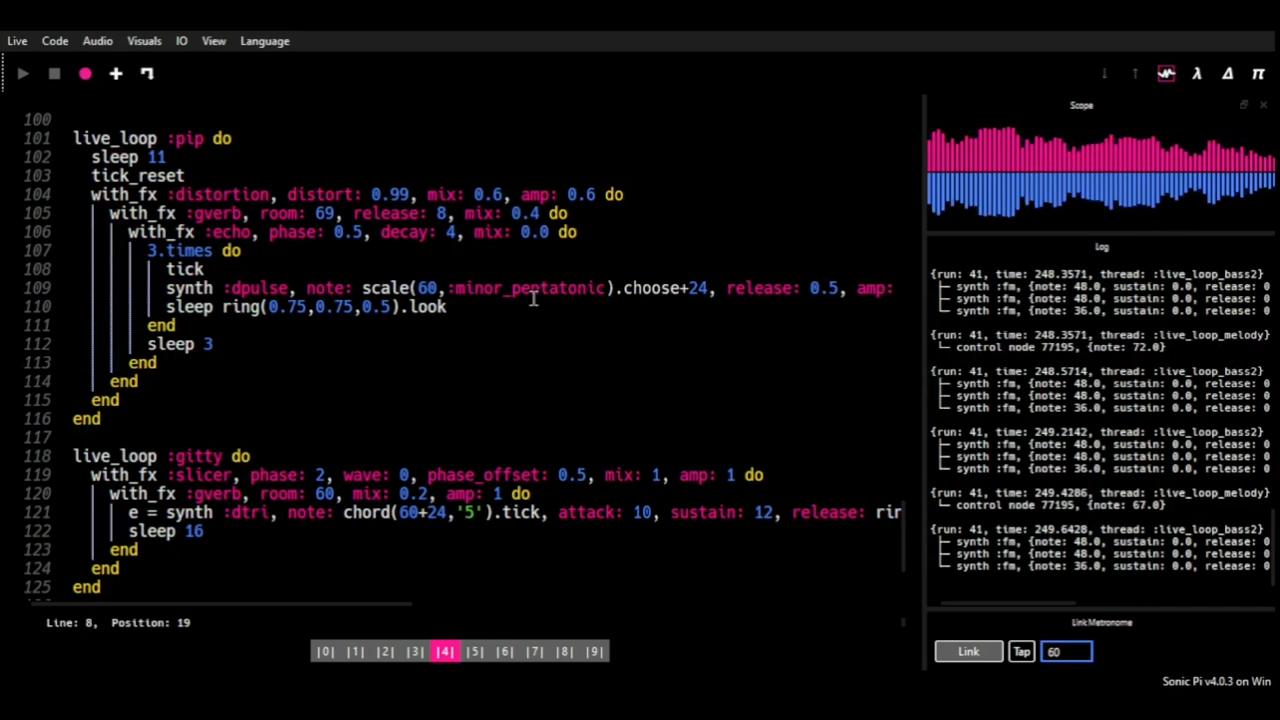 Live Code Audio Visuals IO View Language
100
101 live_loop :pip do
102 sleep 11
103 tick_reset
104 with_fx :distortion, distort: 0.99, mix: 0.6, amp: 0.6 do
105 with_fx :gverb, room: 69, release: 8, mix: 0.4 do
106 with_fx :echo, phase: 0.5, decay: 4, mix: 0.0 do
107 3.times do
108 tick
109 synth :dpulse, note: scale(60,:minor_pentatonic).choose+24, release: 0.5, amp:
110 sleep ring(0.75,0.75,0.5).look
111 end
112 sleep 3
113 end
114 end
115 end
116 end
117
118 live_loop :gitty do
119 with_fx :slicer, phase: 2, wave: 0, phase_offset: 0.5, mix: 1, amp: 1 do
120 with_fx :gverb, room: 60, mix: 0.2, amp: 1 do
121 e = synth :dtri, note: chord(60+24,'5').tick, attack: 10, sustain: 12, release: rin
122 sleep 16
123 end
124 end
125 end
Line: 8, Position: 19
|0| |1| |2| |3| |4| |5| |6| |7| |8| |9|
λ Δ π
Scope
Log
{run: 41, time: 248.3571, thread: :live_loop_bass2}
├─ synth :fm, {note: 48.0, sustain: 0.0, release: 0
├─ synth :fm, {note: 48.0, sustain: 0.0, release: 0
└─ synth :fm, {note: 36.0, sustain: 0.0, release: 0
{run: 41, time: 248.3571, thread: :live_loop_melody}
└─ control node 77195, {note: 72.0}
{run: 41, time: 248.5714, thread: :live_loop_bass2}
├─ synth :fm, {note: 48.0, sustain: 0.0, release: 0
├─ synth :fm, {note: 48.0, sustain: 0.0, release: 0
└─ synth :fm, {note: 36.0, sustain: 0.0, release: 0
{run: 41, time: 249.2142, thread: :live_loop_bass2}
├─ synth :fm, {note: 48.0, sustain: 0.0, release: 0
├─ synth :fm, {note: 48.0, sustain: 0.0, release: 0
└─ synth :fm, {note: 36.0, sustain: 0.0, release: 0
{run: 41, time: 249.4286, thread: :live_loop_melody}
└─ control node 77195, {note: 67.0}
{run: 41, time: 249.6428, thread: :live_loop_bass2}
├─ synth :fm, {note: 48.0, sustain: 0.0, release: 0
├─ synth :fm, {note: 48.0, sustain: 0.0, release: 0
└─ synth :fm, {note: 36.0, sustain: 0.0, release: 0
Link Metronome
Link Tap 60
Sonic Pi v4.0.3 on Win